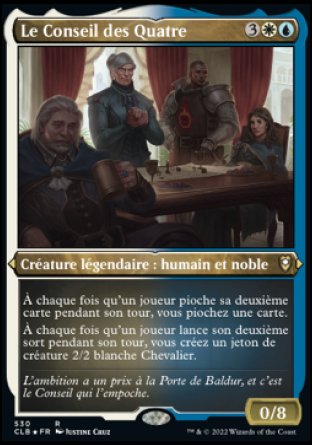 Le Conseil des Quatre 3
Créature légendaire : humain et noble
À chaque fois qu'un joueur pioche sa deuxième
carte pendant son tour, vous piochez une carte.
À chaque fois qu'un joueur lance son deuxième
sort pendant son tour, vous créez un jeton de
créature 2/2 blanche Chevalier.
L'ambition a un prix à la Porte de Baldur, et c'est
le Conseil qui l'empoche.
0/8
530 R
CLB ★ FR Justine Cruz
™ & © 2022 Wizards of the Coast